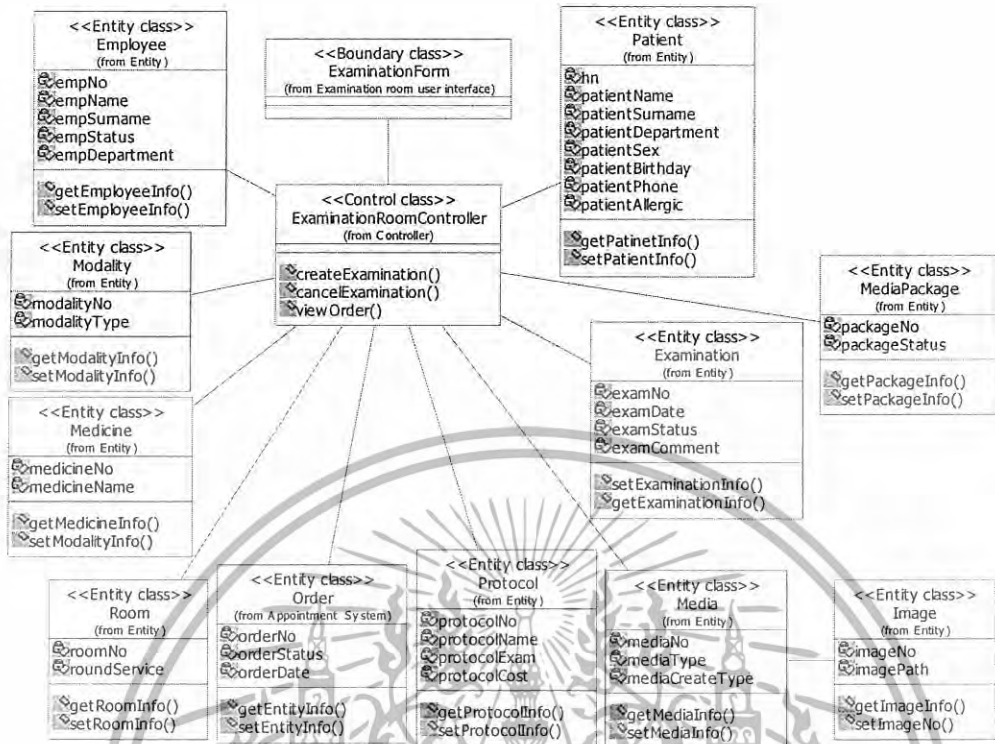 <<Entity class>>
Employee
(from Entity)
empNo
empName
empSurname
empStatus
empDepartment
getEmployeeInfo()
setEmployeeInfo()
<<Boundary class>>
ExaminationForm
(from Examination room user interface)
<<Entity class>>
Patient
(from Entity)
hn
patientName
patientSurname
patientDepartment
patientSex
patientBirthday
patientPhone
patientAllergic
getPatinetInfo()
setPatientInfo()
<<Control class>>
ExaminationRoomController
(from Controller)
createExamination()
cancelExamination()
viewOrder()
<<Entity class>>
Modality
(from Entity)
modalityNo
modalityType
getModalityInfo()
setModalityInfo()
<<Entity class>>
MediaPackage
(from Entity)
packageNo
packageStatus
getPackageInfo()
setPackageInfo()
<<Entity class>>
Examination
(from Entity)
examNo
examDate
examStatus
examComment
setExaminationInfo()
getExaminationInfo()
<<Entity class>>
Medicine
(from Entity)
medicineNo
medicineName
getMedicineInfo()
setModalityInfo()
<<Entity class>>
Room
(from Entity)
roomNo
roundService
getRoomInfo()
setRoomInfo()
<<Entity class>>
Order
(from Appointment System)
orderNo
orderStatus
orderDate
getEntityInfo()
setEntityInfo()
<<Entity class>>
Protocol
(from Entity)
protocolNo
protocolName
protocolExam
protocolCost
getProtocolInfo()
setProtocolInfo()
<<Entity class>>
Media
(from Entity)
mediaNo
mediaType
mediaCreateType
getMediaInfo()
setMediaInfo()
<<Entity class>>
Image
(from Entity)
imageNo
imagePath
getImageInfo()
setImageNo()